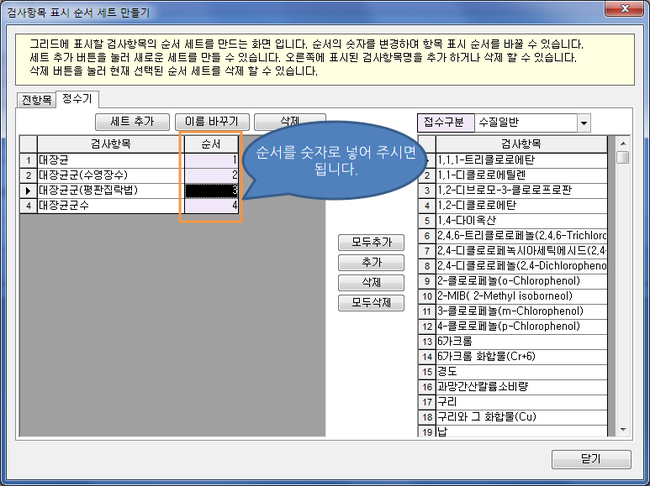 검사항목 표시 순서 세트 만들기
그리드에 표시할 검사항목의 순서 세트를 만드는 화면 입니다. 순서의 숫자를 변경하며 항목 표시 순서를 바꿀 수 있습니다.
세트 추가 버튼을 눌러 새로운 세트를 만들 수 있습니다. 오른쪽에 표시된 검사항목명을 추가 하거나 삭제 할 수 있습니다.
삭제 버튼을 눌러 현재 선택된 순서 세트를 삭제 할 수 있습니다.
전항목 정수기
세트 추가 이름 바꾸기 삭제
검사항목 순서
1 대장균 1
2 대장균군(수영장수) 2
대장균군(평판집락법) 3
4 대장균군수 4
순서를 숫자로 넣어 주시면
됩니다.
모두추가
추가
삭제
모두삭제
접수구분 수질일반
검사항목
1,1,1-트리클로로에탄
2 1,1-디클로로에틸렌
3 1,2-디브로모-3-클로로프로판
4 1,2-디클로로에탄
5 1,4-다이옥산
6 2,4,6-트리클로로페놀(2,4,6-Trichloro
7 2,4-디클로로페녹시아세틱에시드(2,4-
8 2,4-디클로로페놀(2,4-Dichloropheno
9 2-클로로페놀(o-Chlorophenol)
10 2-MIB( 2-Methyl isoborneol)
11 3-클로로페놀(m-Chlorophenol)
12 4-클로로페놀(p-Chlorophenol)
13 6가크롬
14 6가크롬 화합물(Cr+6)
15 경도
16 과망간산칼륨소비량
17 구리
18 구리와 그 화합물(Cu)
19 납
닫기